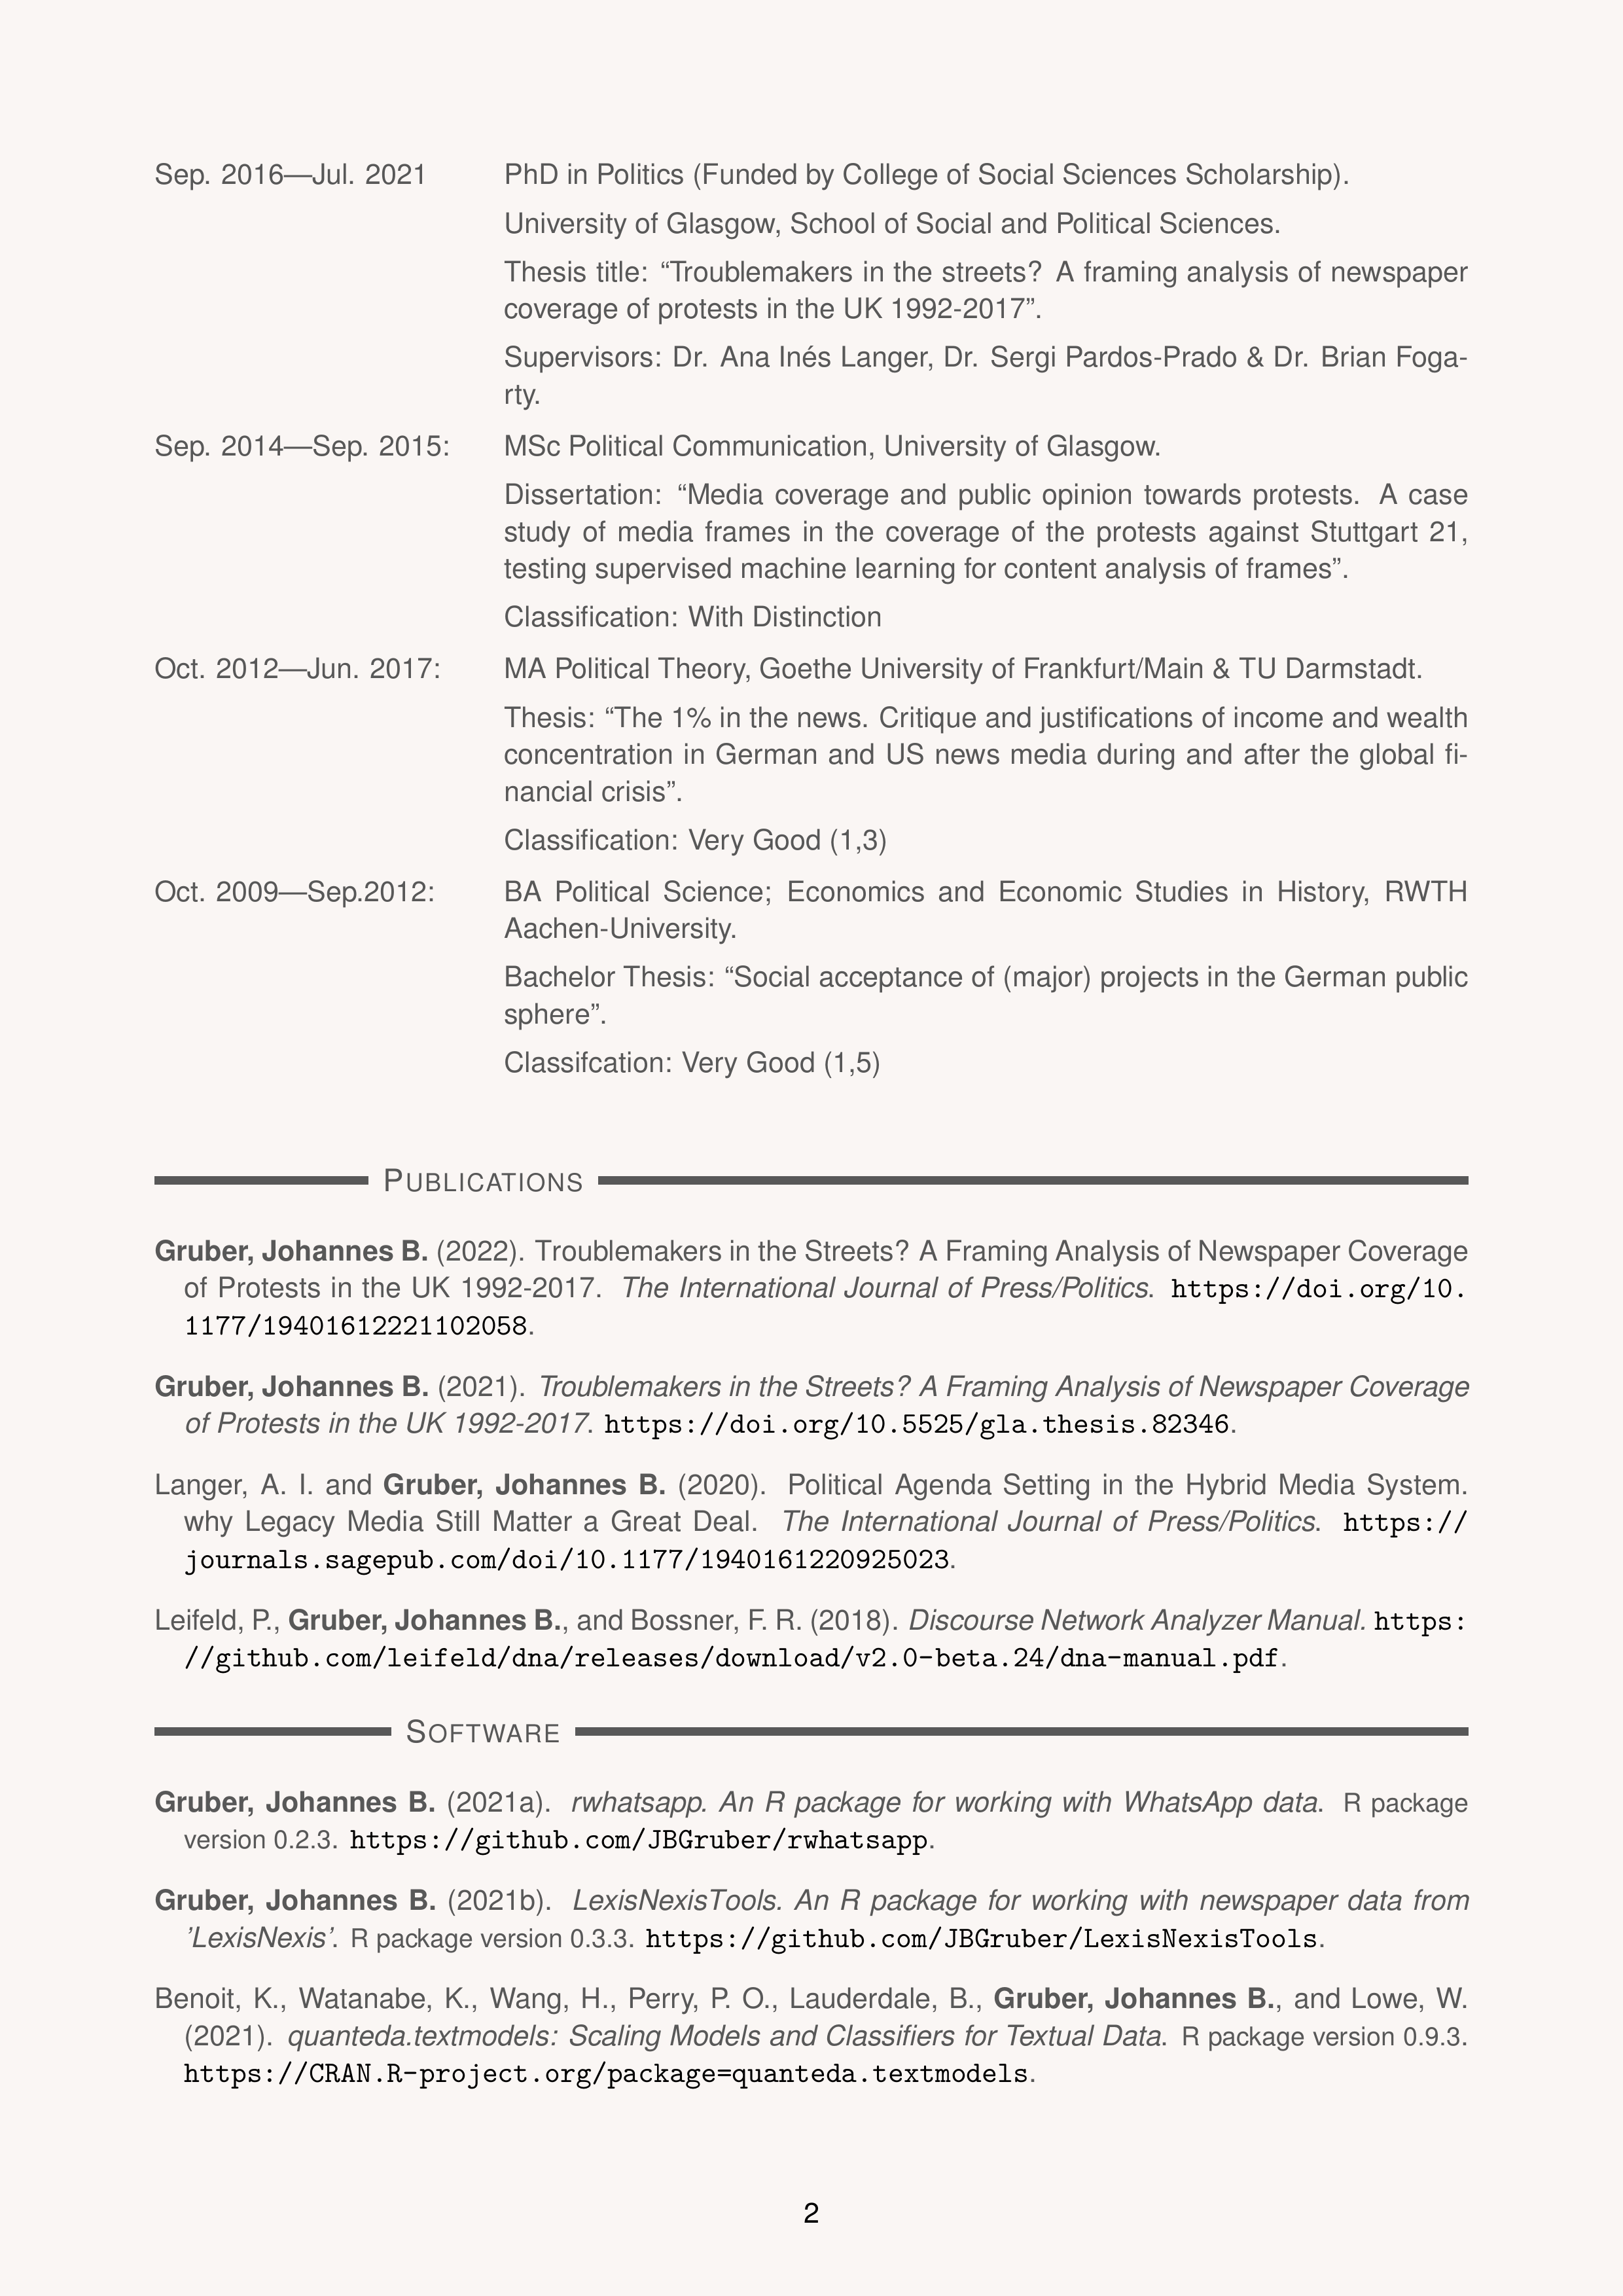 Sep. 2016—Jul. 2021 PhD in Politics (Funded by College of Social Sciences Scholarship).
University of Glasgow, School of Social and Political Sciences.
Thesis title: “Troublemakers in the streets? A framing analysis of newspaper
coverage of protests in the UK 1992-2017”.
Supervisors: Dr. Ana Inés Langer, Dr. Sergi Pardos-Prado & Dr. Brian Foga-
rty.
Sep. 2014—Sep. 2015: MSc Political Communication, University of Glasgow.
Dissertation: “Media coverage and public opinion towards protests. A case
study of media frames in the coverage of the protests against Stuttgart 21,
testing supervised machine learning for content analysis of frames”.
Classification: With Distinction
Oct. 2012—Jun. 2017: MA Political Theory, Goethe University of Frankfurt/Main & TU Darmstadt.
Thesis: “The 1% in the news. Critique and justifications of income and wealth
concentration in German and US news media during and after the global fi-
nancial crisis”.
Classification: Very Good (1,3)
Oct. 2009—Sep.2012: BA Political Science; Economics and Economic Studies in History, RWTH
Aachen-University.
Bachelor Thesis: “Social acceptance of (major) projects in the German public
sphere”.
Classifcation: Very Good (1,5)
PUBLICATIONS
Gruber, Johannes B. (2022). Troublemakers in the Streets? A Framing Analysis of Newspaper Coverage
of Protests in the UK 1992-2017. The International Journal of Press/Politics. https://doi.org/10.
1177/19401612221102058.
Gruber, Johannes B. (2021). Troublemakers in the Streets? A Framing Analysis of Newspaper Coverage
of Protests in the UK 1992-2017. https://doi.org/10.5525/gla.thesis.82346.
Langer, A. I. and Gruber, Johannes B. (2020). Political Agenda Setting in the Hybrid Media System.
why Legacy Media Still Matter a Great Deal. The International Journal of Press/Politics. https://
journals.sagepub.com/doi/10.1177/1940161220925023.
Leifeld, P., Gruber, Johannes B., and Bossner, F. R. (2018). Discourse Network Analyzer Manual. https:
//github.com/leifeld/dna/releases/download/v2.0-beta.24/dna-manual.pdf.
SOFTWARE
Gruber, Johannes B. (2021a). rwhatsapp. An R package for working with WhatsApp data. R package
version 0.2.3. https://github.com/JBGruber/rwhatsapp.
Gruber, Johannes B. (2021b). LexisNexisTools. An R package for working with newspaper data from
’LexisNexis’. R package version 0.3.3. https://github.com/JBGruber/LexisNexisTools.
Benoit, K., Watanabe, K., Wang, H., Perry, P. O., Lauderdale, B., Gruber, Johannes B., and Lowe, W.
(2021). quanteda.textmodels: Scaling Models and Classifiers for Textual Data. R package version 0.9.3.
https://CRAN.R-project.org/package=quanteda.textmodels.
2